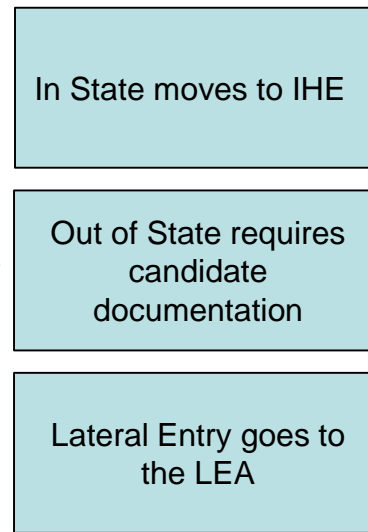 In State moves to IHE
Out of State requires
candidate
documentation
Lateral Entry goes to
the LEA